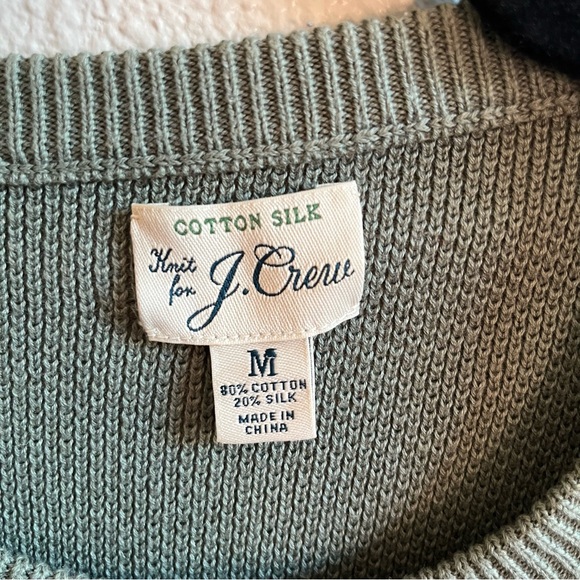 COTTON SILK
Knit for J.Crew
M
80% COTTON
20% SILK
MADE IN
CHINA